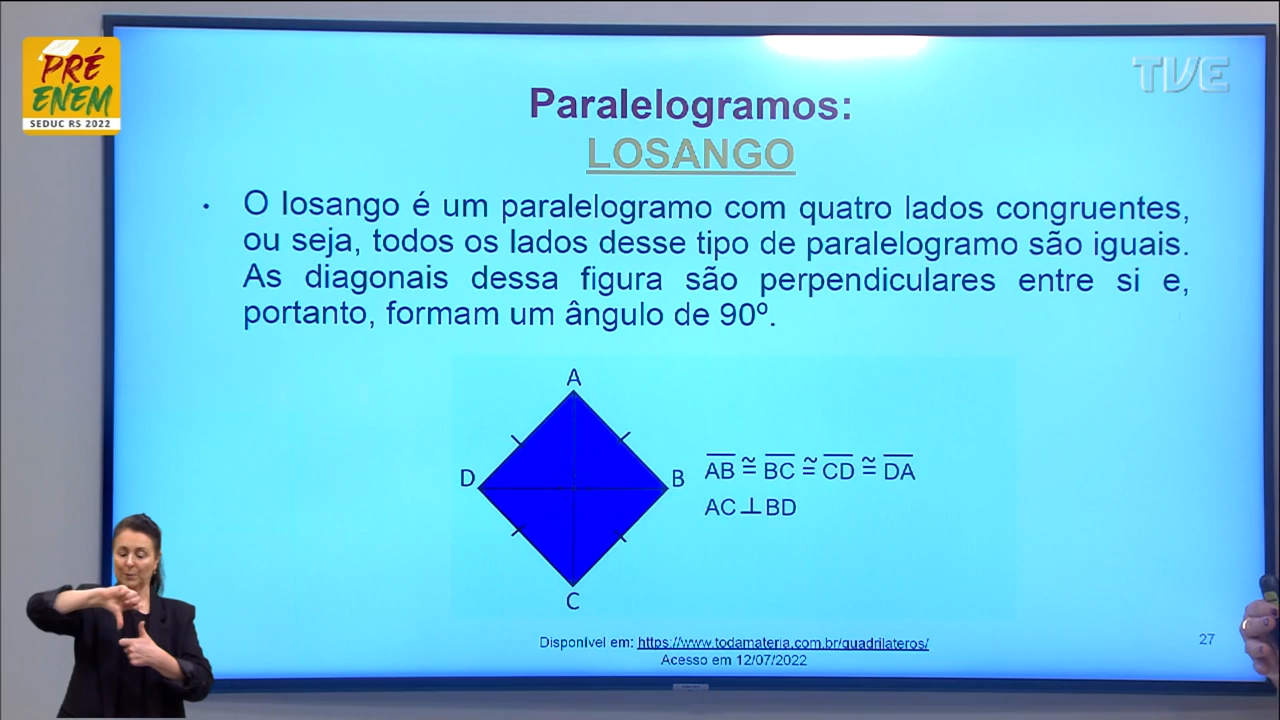 PRÉ
ENEM
SEDUC RS 2022
TVE
Paralelogramos:
LOSANGO
• O losango é um paralelogramo com quatro lados congruentes,
ou seja, todos os lados desse tipo de paralelogramo são iguais.
As diagonais dessa figura são perpendiculares entre si e,
portanto, formam um ângulo de 90º.
A
D
B
C
AB ≅ BC ≅ CD ≅ DA
AC⊥BD
Disponível em: https://www.todamateria.com.br/quadrilateros/
Acesso em 12/07/2022
27